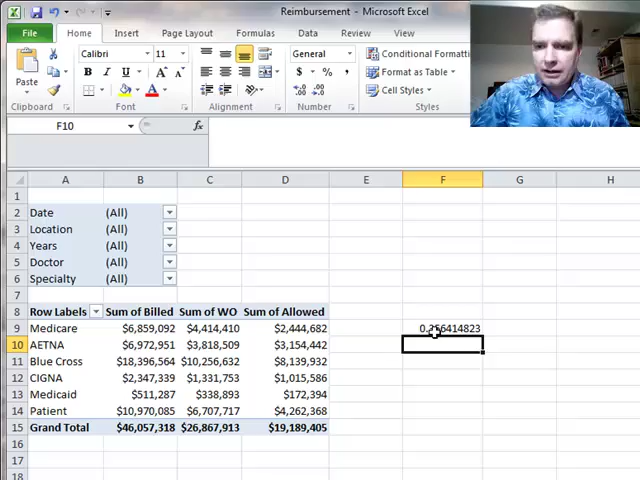 Reimbursement - Microsoft Excel
File Home Insert Page Layout Formulas Data Review View
Calibri 11 General Conditional Formatting
Paste B I U A $ % , Format as Table
Cell Styles
Clipboard Font Alignment Number Styles
F10 fx
A B C D E F G H
1
2 Date (All)
3 Location (All)
4 Years (All)
5 Doctor (All)
6 Specialty (All)
7
8 Row Labels Sum of Billed Sum of WO Sum of Allowed
9 Medicare $6,859,092 $4,414,410 $2,444,682
10 AETNA $6,972,951 $3,818,509 $3,154,442
11 Blue Cross $18,396,564 $10,256,632 $8,139,932
12 CIGNA $2,347,339 $1,331,753 $1,015,586
13 Medicaid $511,287 $338,893 $172,394
14 Patient $10,970,085 $6,707,717 $4,262,368
15 Grand Total $46,057,318 $26,867,913 $19,189,405
16
17
18